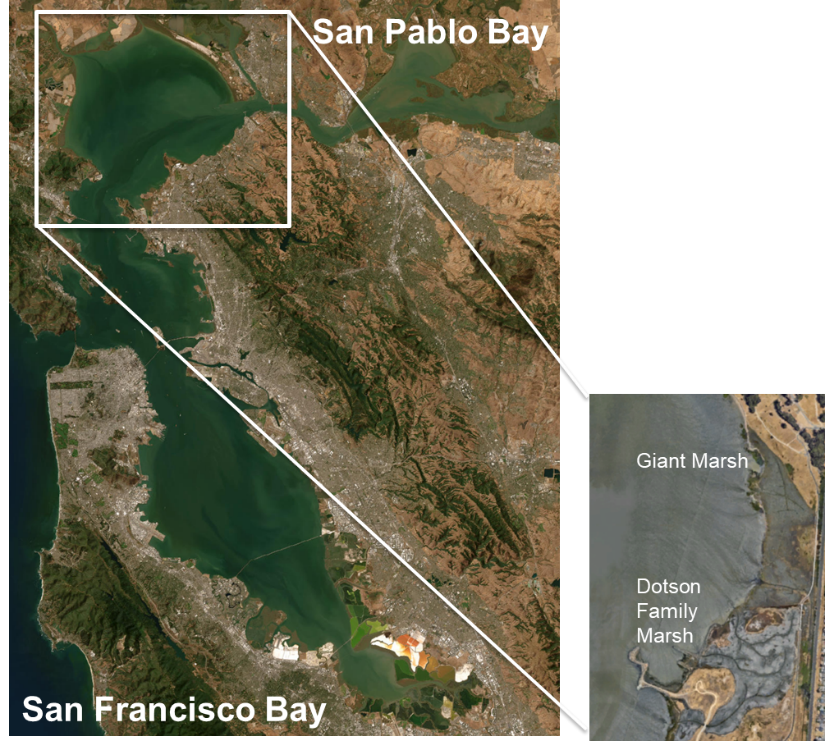 San Pablo Bay
Giant Marsh
Dotson
Family
Marsh
San Francisco Bay